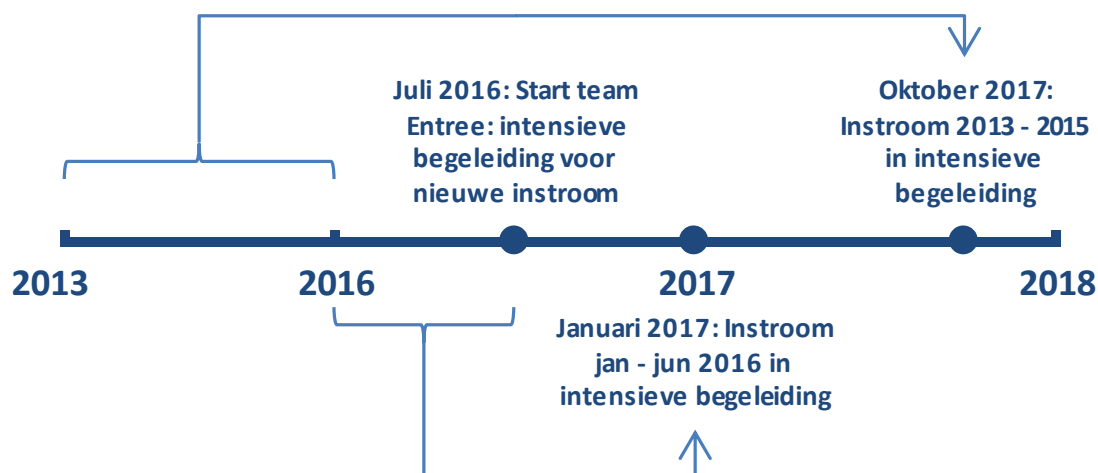 Juli 2016: Start team
Entree: intensieve
begeleiding voor
nieuwe instroom
Oktober 2017:
Instroom 2013 - 2015
in intensieve
begeleiding
2013
2016
2017
2018
Januari 2017: Instroom
jan - jun 2016 in
intensieve begeleiding